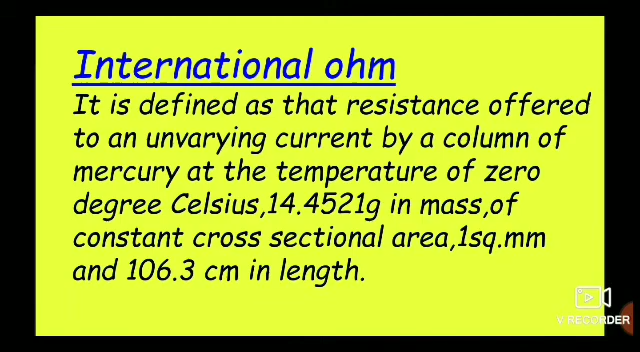 International ohm
It is defined as that resistance offered
to an unvarying current by a column of
mercury at the temperature of zero
degree Celsius,14.4521g in mass,of
constant cross sectional area,1sq.mm
and 106.3 cm in length.
V RECORDER